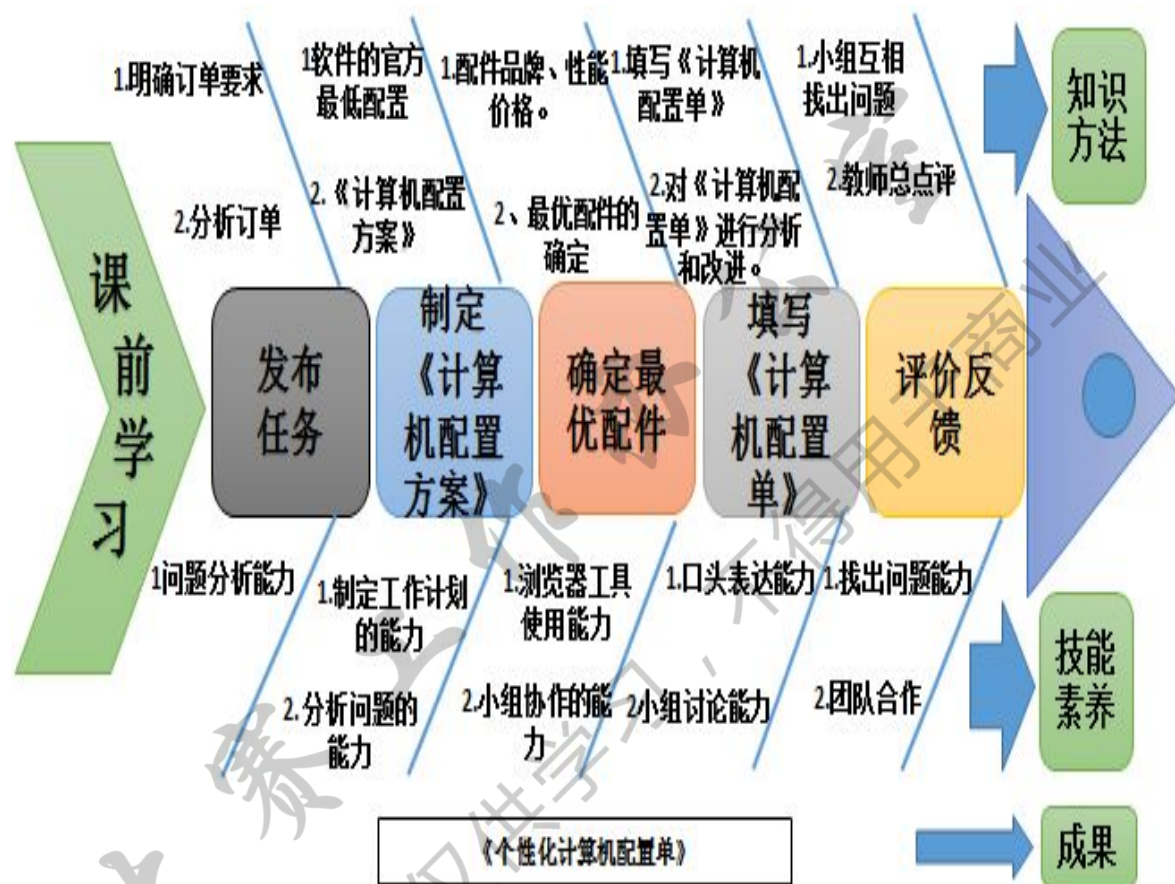 1.明确订单要求
2.分析订单
1软件的官方
最低配置
2.《计算机配置
方案》
1.配件品牌、性能
价格。
2、最优配件的
确定
1.填写《计算机
配置单》
2.对《计算机配
置单》进行分析
和改进。
1.小组互相
找出问题
2.教师总点评
知识
方法
课
前
学
习
发布
任务
制定
《计算
机配置
方案》
确定最
优配件
填写
《计算
机配置
单》
评价反
馈
1问题分析能力
1.制定工作计划
的能力
2.分析问题的
能力
1.浏览器工具
使用能力
2.小组协作的能
力
1.口头表达能力
2小组讨论能力
1.找出问题能力
2.团队合作
技能
素养
《个性化计算机配置单》
成果
仅供学习，不得用于商业